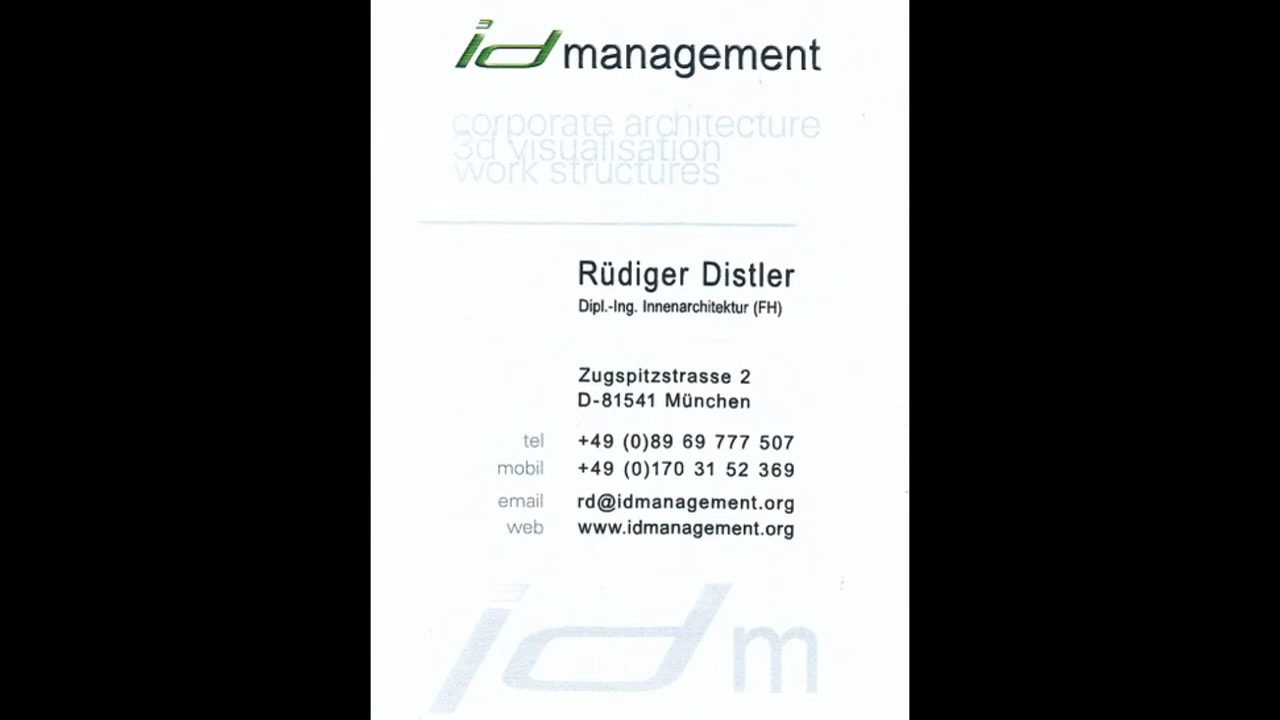 id management
corporate architecture
3d visualisation
work structures
Rüdiger Distler
Dipl.-Ing. Innenarchitektur (FH)
Zugspitzstrasse 2
D-81541 München
tel +49 (0)89 69 777 507
mobil +49 (0)170 31 52 369
email rd@idmanagement.org
web www.idmanagement.org
idm